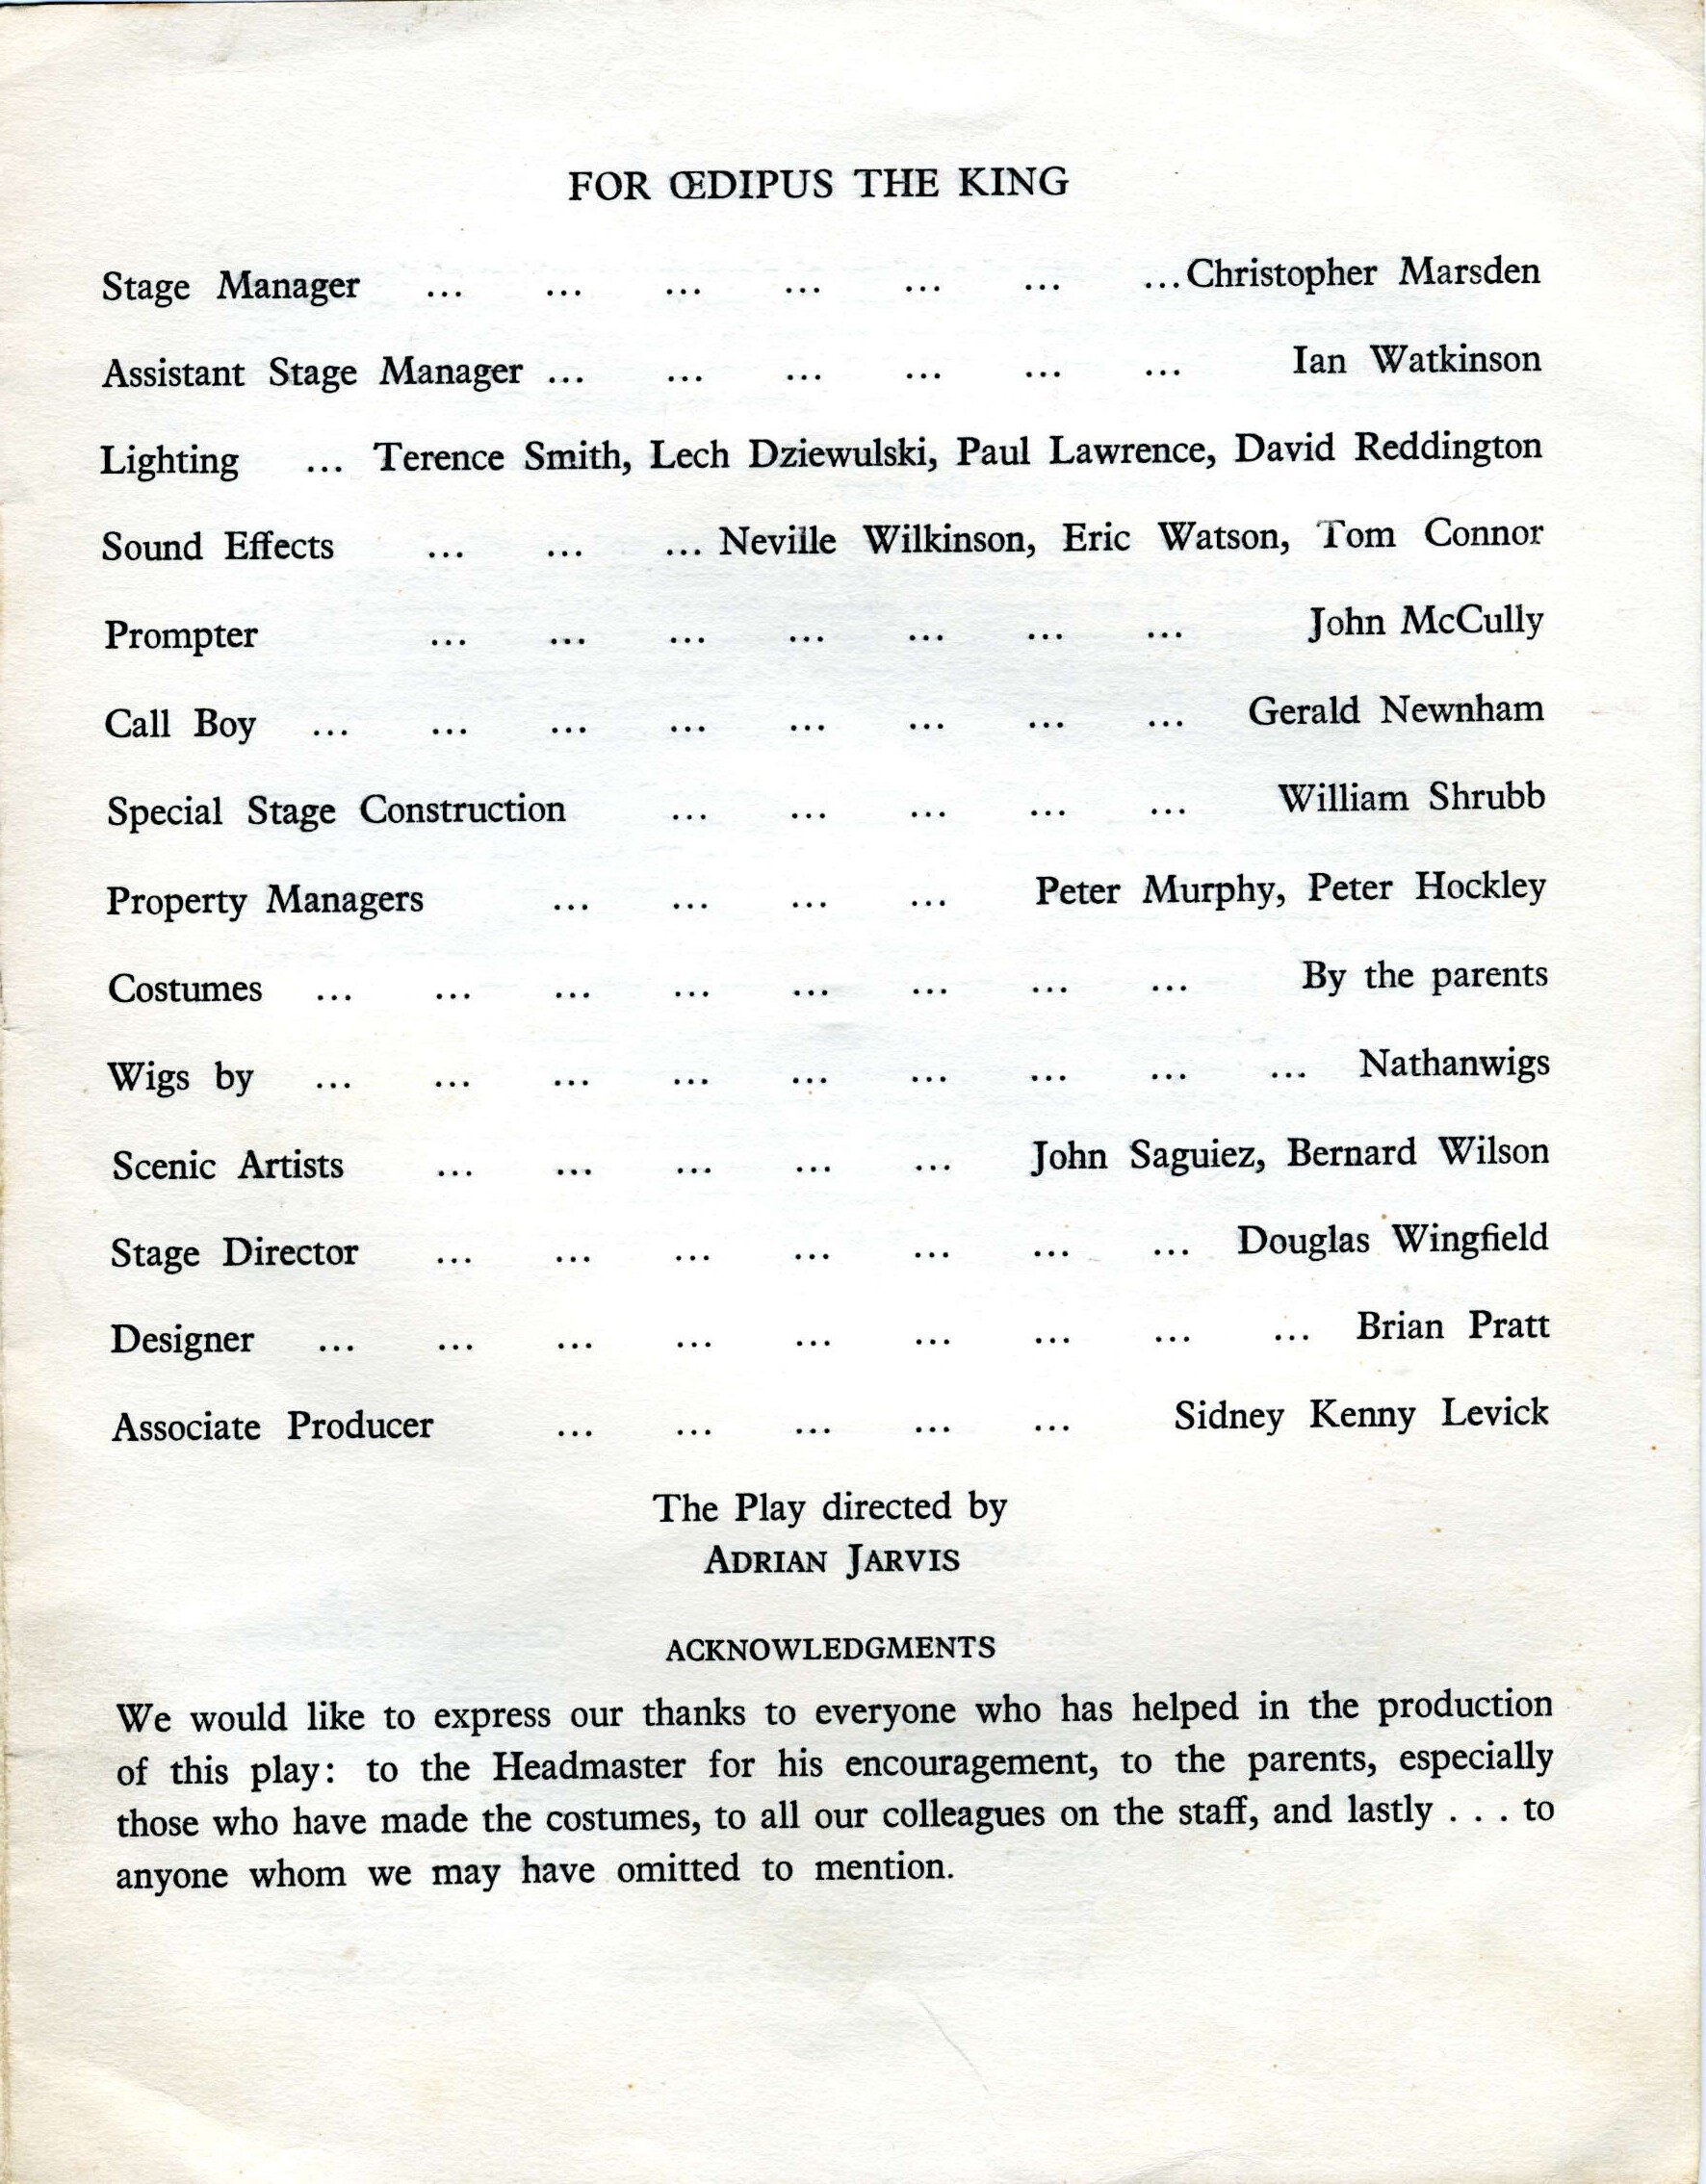 FOR ŒDIPUS THE KING
Stage Manager ... ... ... ... ... ... ... Christopher Marsden
Assistant Stage Manager ... ... ... ... ... ... Ian Watkinson
Lighting ... Terence Smith, Lech Dziewulski, Paul Lawrence, David Reddington
Sound Effects ... ... ... Neville Wilkinson, Eric Watson, Tom Connor
Prompter ... ... ... ... ... ... ... John McCully
Call Boy ... ... ... ... ... ... ... ... Gerald Newnham
Special Stage Construction ... ... ... ... ... William Shrubb
Property Managers ... ... ... ... Peter Murphy, Peter Hockley
Costumes ... ... ... ... ... ... ... ... By the parents
Wigs by ... ... ... ... ... ... ... ... ... Nathanwigs
Scenic Artists ... ... ... ... ... John Saguiez, Bernard Wilson
Stage Director ... ... ... ... ... ... ... Douglas Wingfield
Designer ... ... ... ... ... ... ... ... ... Brian Pratt
Associate Producer ... ... ... ... ... Sidney Kenny Levick
The Play directed by
ADRIAN JARVIS
ACKNOWLEDGMENTS
We would like to express our thanks to everyone who has helped in the production
of this play: to the Headmaster for his encouragement, to the parents, especially
those who have made the costumes, to all our colleagues on the staff, and lastly . . . to
anyone whom we may have omitted to mention.